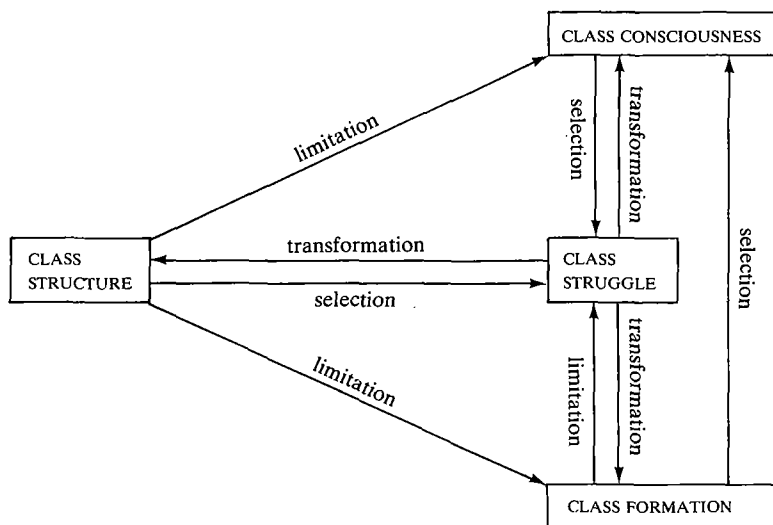 CLASS CONSCIOUSNESS
limitation
selection
transformation
CLASS
STRUCTURE
transformation
selection
CLASS
STRUGGLE
selection
limitation
limitation
transformation
CLASS FORMATION